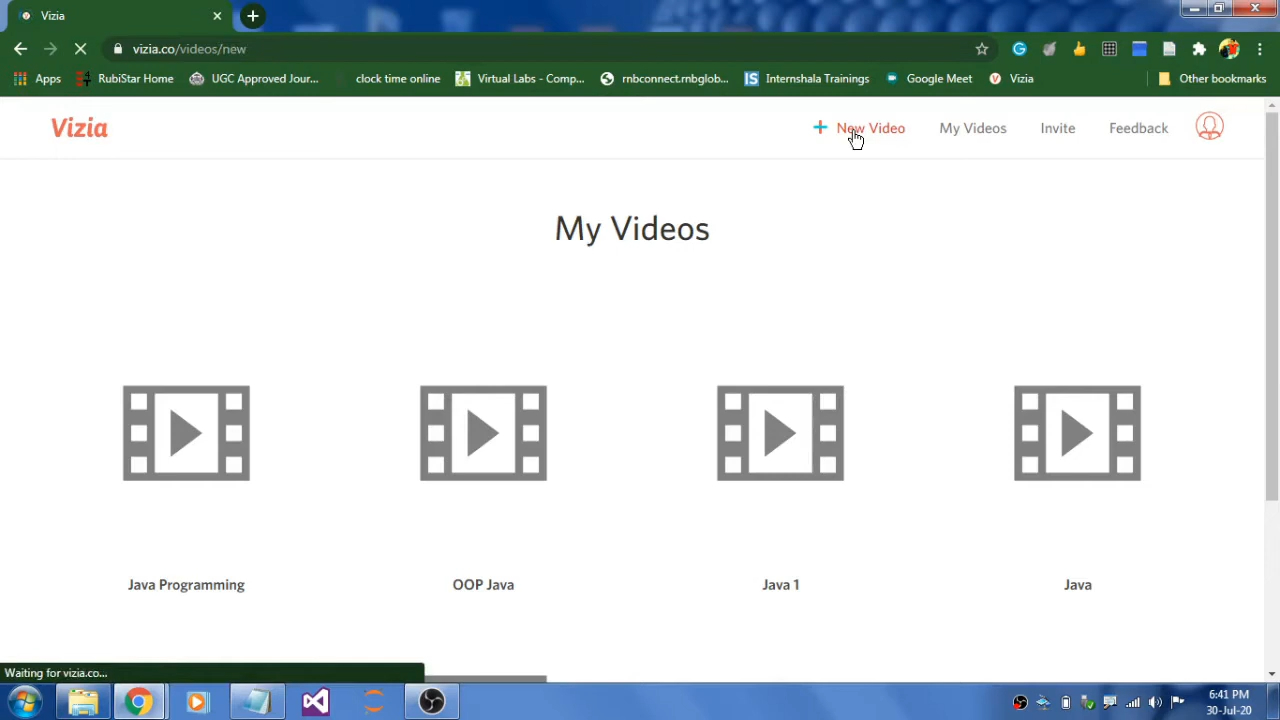 Vizia
vizia.co/videos/new
Apps
RubiStar Home
UGC Approved Jour...
clock time online
Virtual Labs - Comp...
rnbconnect.rnbglob...
IS
Internshala Trainings
Google Meet
Vizia
Other bookmarks
Vizia
+ New Video
My Videos
Invite
Feedback
My Videos
Java Programming
OOP Java
Java 1
Java
Waiting for vizia.co...
6:41 PM
30-Jul-20